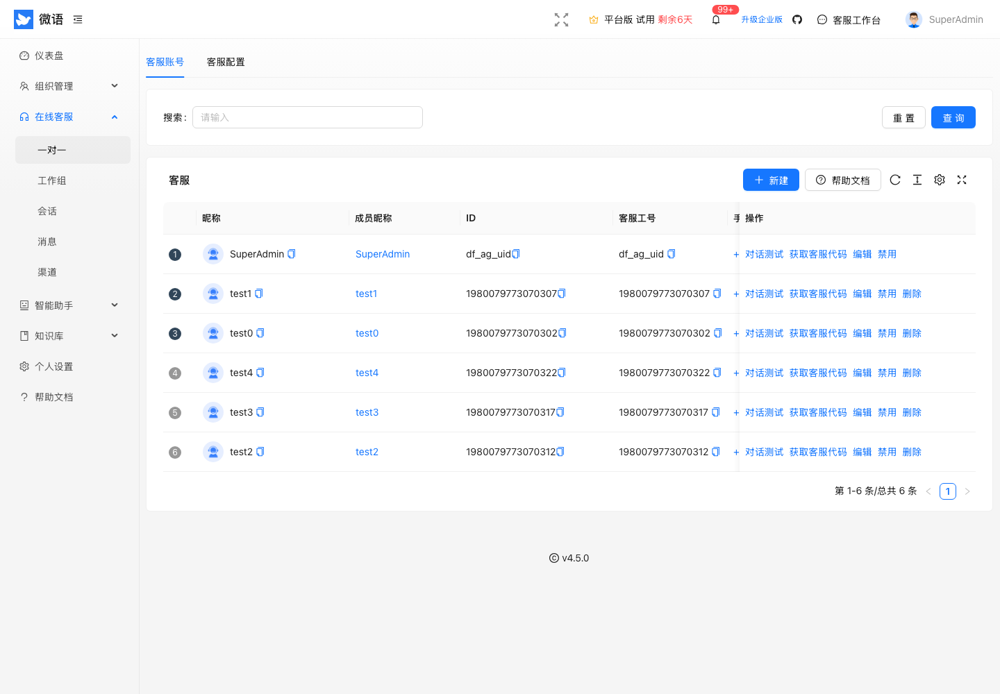 微语
平台版 试用 剩余6天
99+
升级企业版
客服工作台
SuperAdmin
仪表盘
组织管理
在线客服
一对一
工作组
会话
消息
渠道
智能助手
知识库
个人设置
帮助文档
客服账号 客服配置
搜索: 请输入 重 置 查 询
客服 新建 帮助文档
昵称 成员昵称 ID 客服工号 手 操作
1 SuperAdmin SuperAdmin df_ag_uid df_ag_uid + 对话测试 获取客服代码 编辑 禁用
2 test1 test1 1980079773070307 1980079773070307 + 对话测试 获取客服代码 编辑 禁用 删除
3 test0 test0 1980079773070302 1980079773070302 + 对话测试 获取客服代码 编辑 禁用 删除
4 test4 test4 1980079773070322 1980079773070322 + 对话测试 获取客服代码 编辑 禁用 删除
5 test3 test3 1980079773070317 1980079773070317 + 对话测试 获取客服代码 编辑 禁用 删除
6 test2 test2 1980079773070312 1980079773070312 + 对话测试 获取客服代码 编辑 禁用 删除
第 1-6 条/总共 6 条 1
© v4.5.0